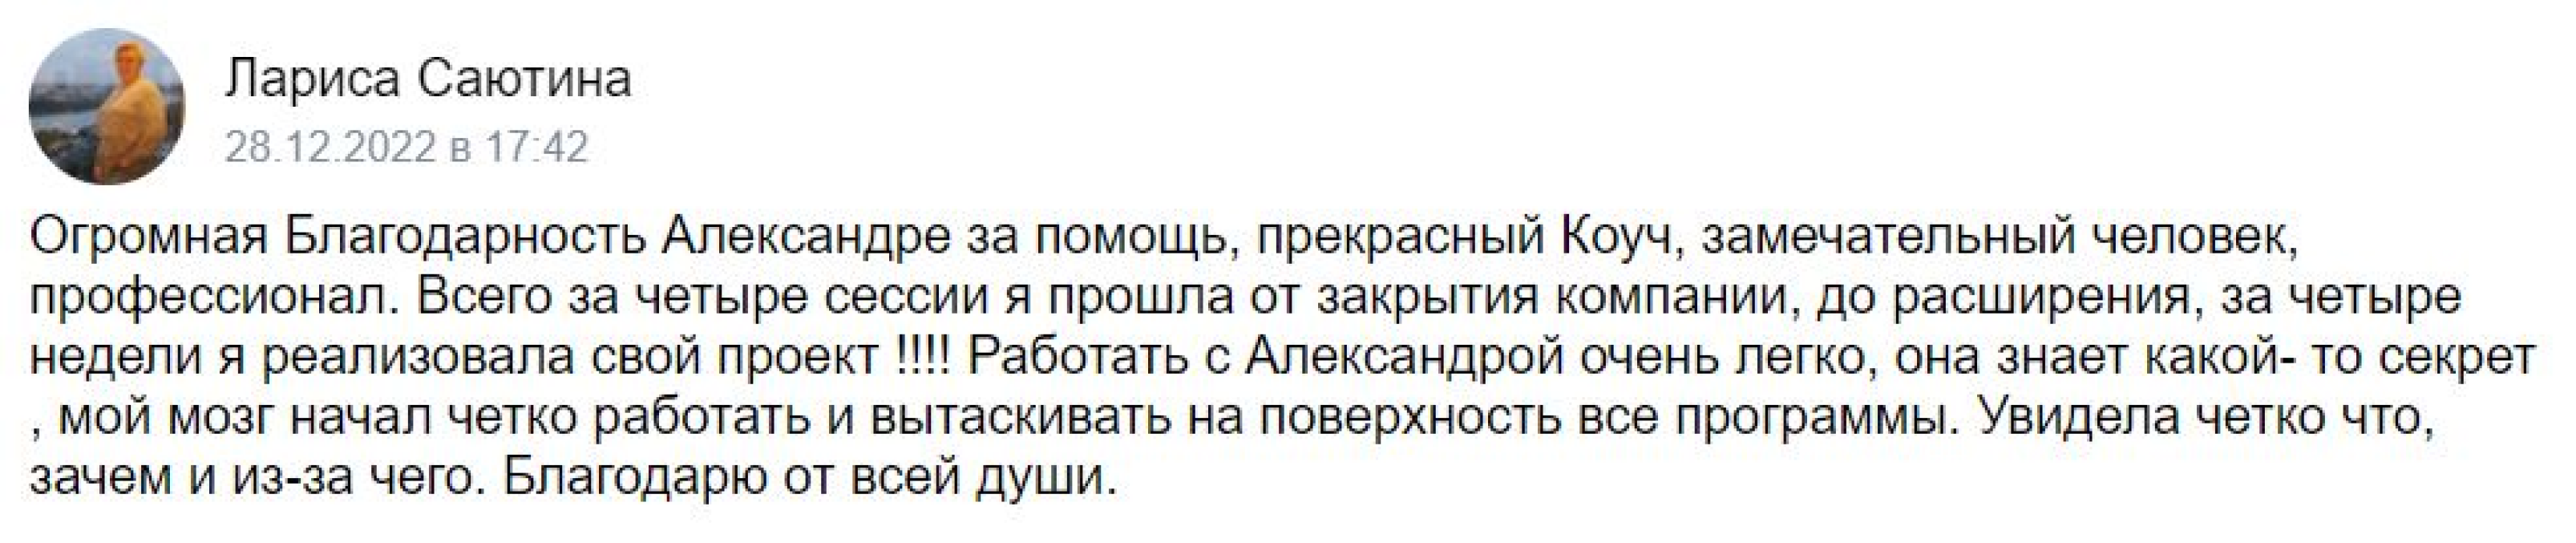 Лариса Саютина
28.12.2022 в 17:42
Огромная Благодарность Александре за помощь, прекрасный Коуч, замечательный человек,
профессионал. Всего за четыре сессии я прошла от закрытия компании, до расширения, за четыре
недели я реализовала свой проект !!!! Работать с Александрой очень легко, она знает какой- то секрет
, мой мозг начал четко работать и вытаскивать на поверхность все программы. Увидела четко что,
зачем и из-за чего. Благодарю от всей души.